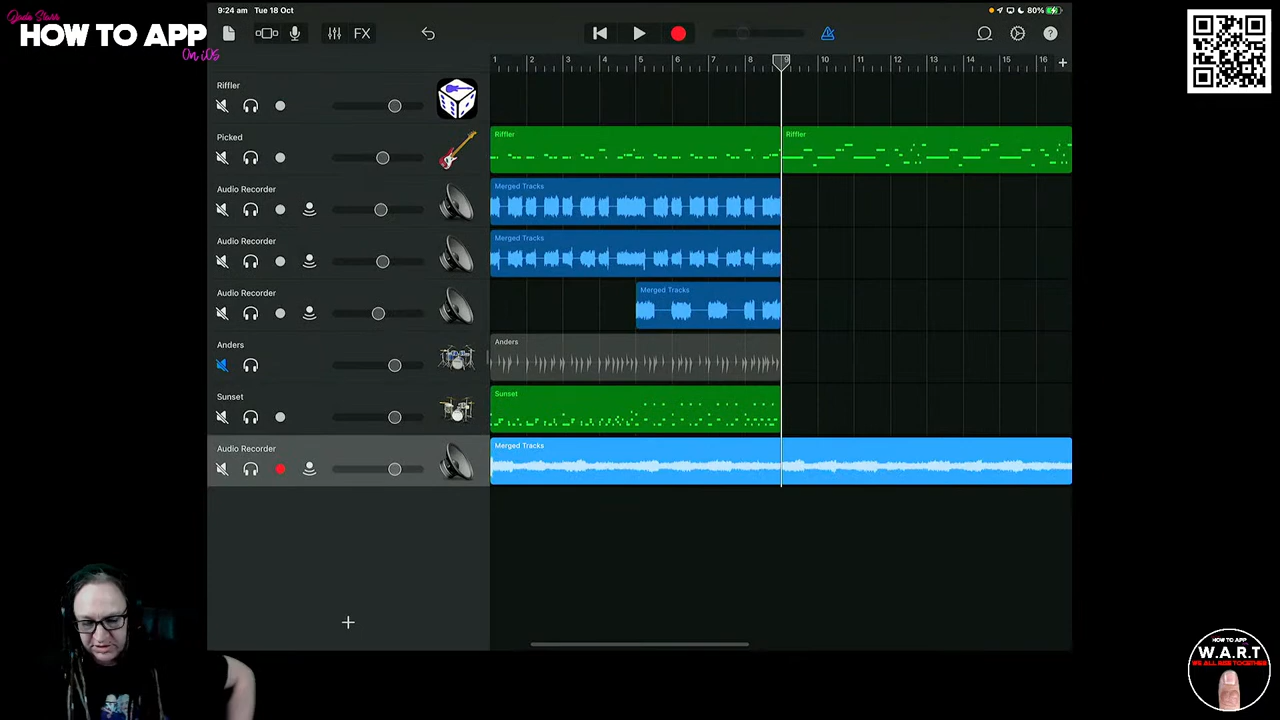 Jade Starr
HOW TO APP
On iOS
9:24 am Tue 18 Oct
80%
FX
1 2 3 4 5 6 7 8 9 10 11 12 13 14 15 16
Riffler
Picked
Riffler
Riffler
Audio Recorder
Merged Tracks
Audio Recorder
Merged Tracks
Audio Recorder
Merged Tracks
Anders
Anders
Sunset
Sunset
Audio Recorder
Merged Tracks
HOW TO APP
W.A.R.T
WE ALL RISE TOGETHER